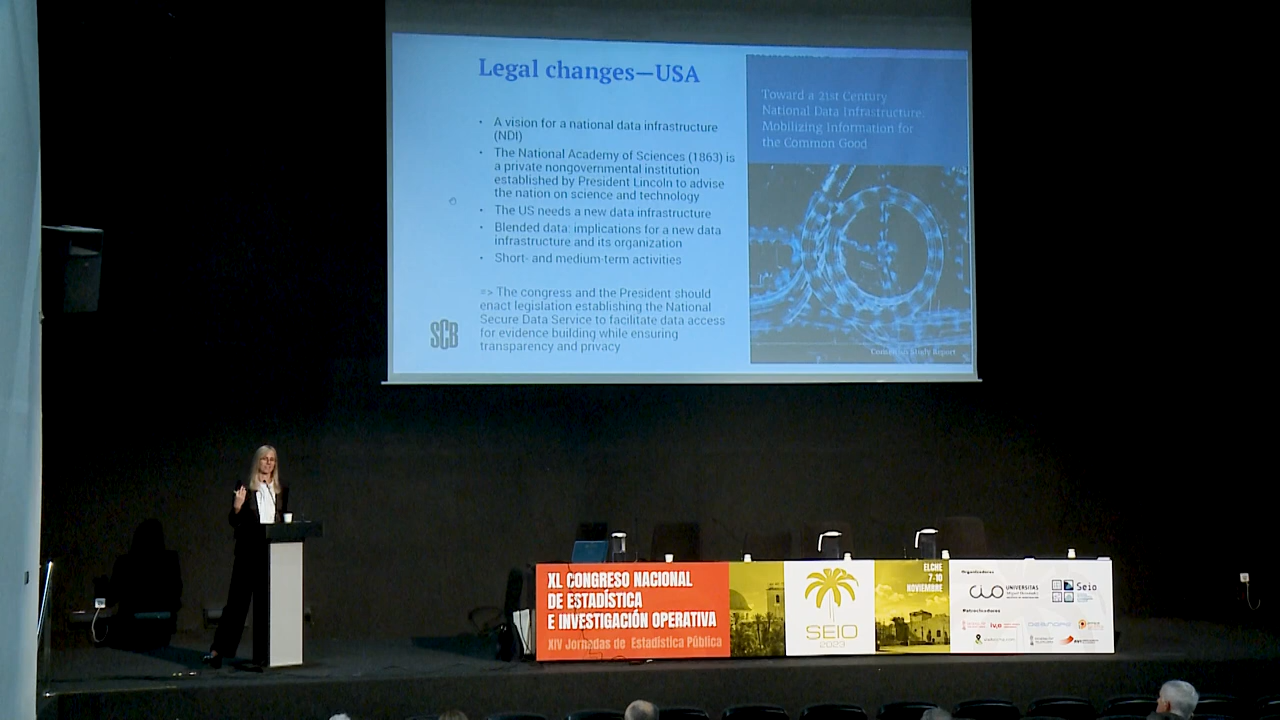 Legal changes—USA
• A vision for a national data infrastructure
(NDI)
• The National Academy of Sciences (1863) is
a private nongovernmental institution
established by President Lincoln to advise
the nation on science and technology
• The US needs a new data infrastructure
• Blended data: implications for a new data
infrastructure and its organization
• Short- and medium-term activities
=> The congress and the President should
enact legislation establishing the National
Secure Data Service to facilitate data access
for evidence building while ensuring
transparency and privacy
SCB
Toward a 21st Century
National Data Infrastructure:
Mobilizing Information for
the Common Good
Consensus Study Report
XL CONGRESO NACIONAL
DE ESTADÍSTICA
E INVESTIGACIÓN OPERATIVA
XIV Jornadas de Estadística Pública
SEIO
2023
ELCHE
7-10
NOVIEMBRE
Organizadores
CIO
UNIVERSITAS
Miguel Hernández
Seio
Patrocinadores